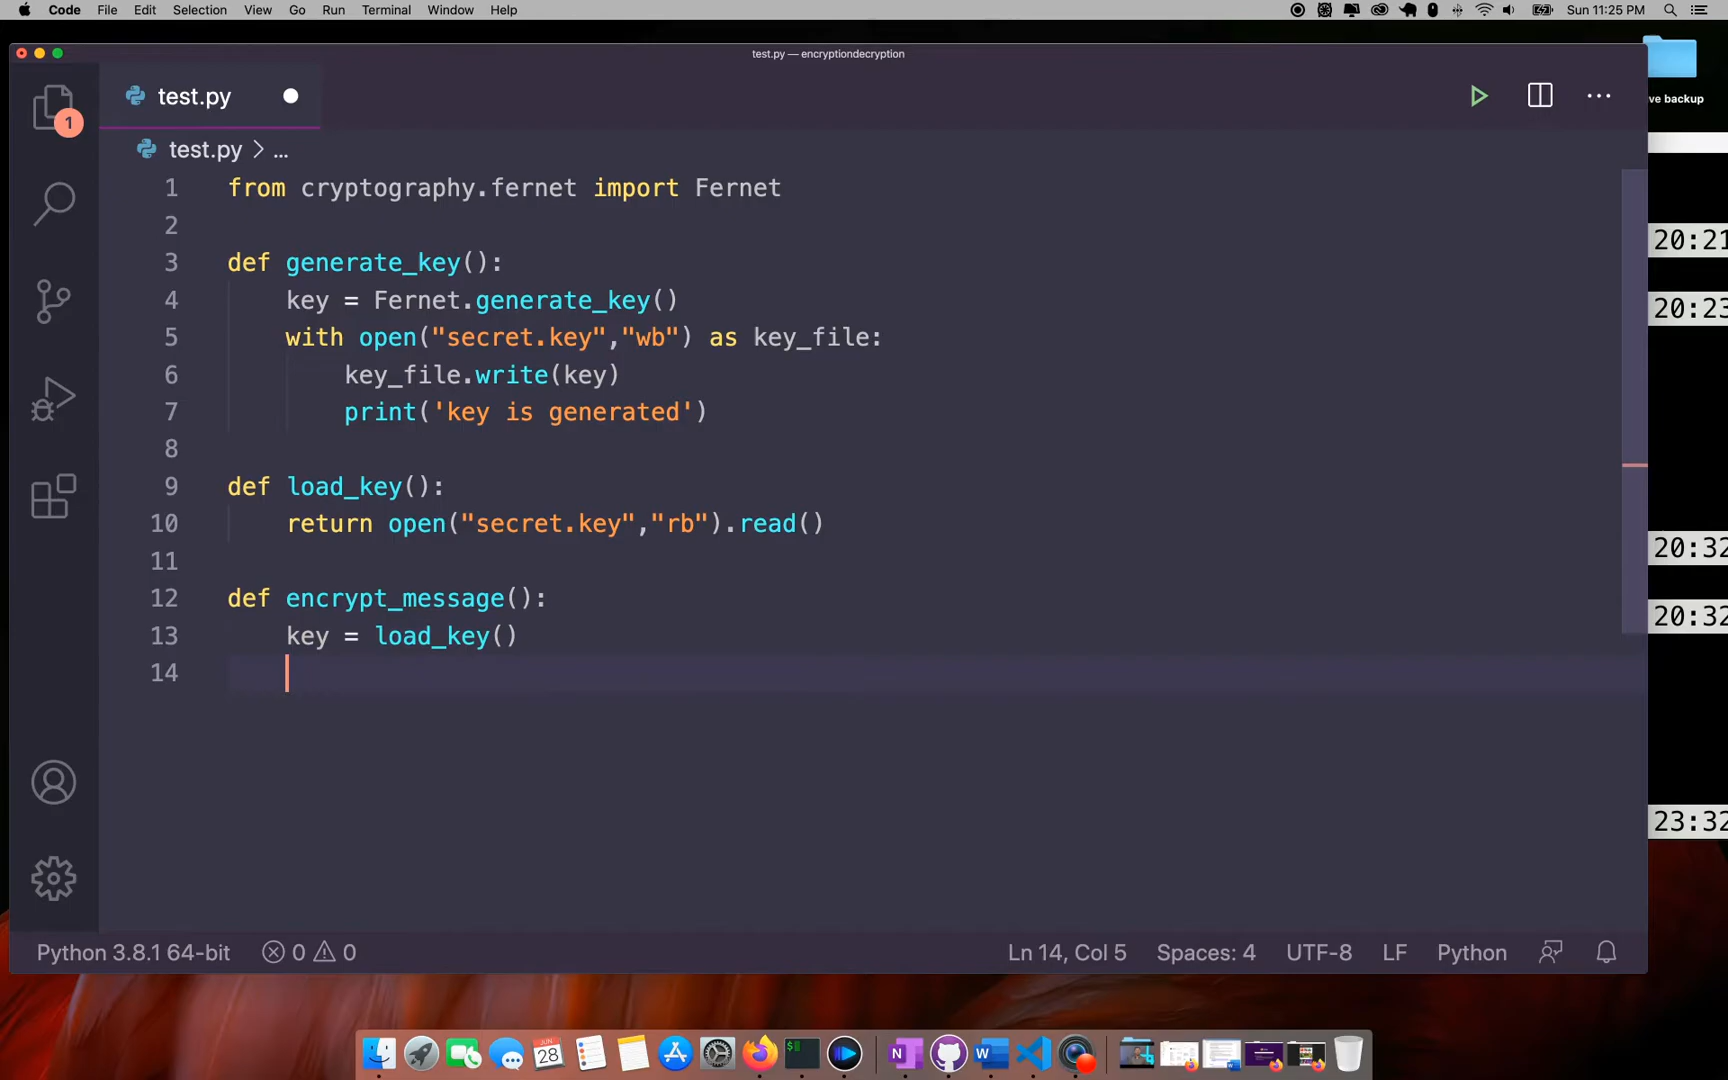 Code File Edit Selection View Go Run Terminal Window Help Sun 11:25 PM
test.py — encryptiondecryption
ve backup
1
test.py
test.py > ...
1 from cryptography.fernet import Fernet
2
3 def generate_key():
4     key = Fernet.generate_key()
5     with open("secret.key","wb") as key_file:
6         key_file.write(key)
7         print('key is generated')
8
9 def load_key():
10     return open("secret.key","rb").read()
11
12 def encrypt_message():
13     key = load_key()
14
20:21
20:23
20:32
20:32
23:32
Python 3.8.1 64-bit 0 0 Ln 14, Col 5 Spaces: 4 UTF-8 LF Python
JUN
28
$
N
W